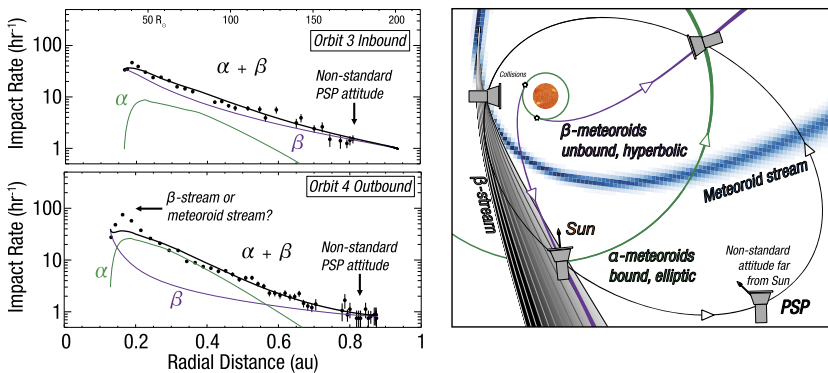 50 R☉
100
150
200
Orbit 3 Inbound
100
10
1
Impact Rate (hr⁻¹)
α + β
Non-standard
PSP attitude
α
β
Orbit 4 Outbound
100
10
1
Impact Rate (hr⁻¹)
β-stream or
meteoroid stream?
α + β
Non-standard
PSP attitude
α
β
0
0.2
0.4
0.6
0.8
1
Radial Distance (au)
Collisions
β-meteoroids
unbound, hyperbolic
Meteoroid stream
β-stream
Sun
α-meteoroids
bound, elliptic
Non-standard
attitude far
from Sun
PSP